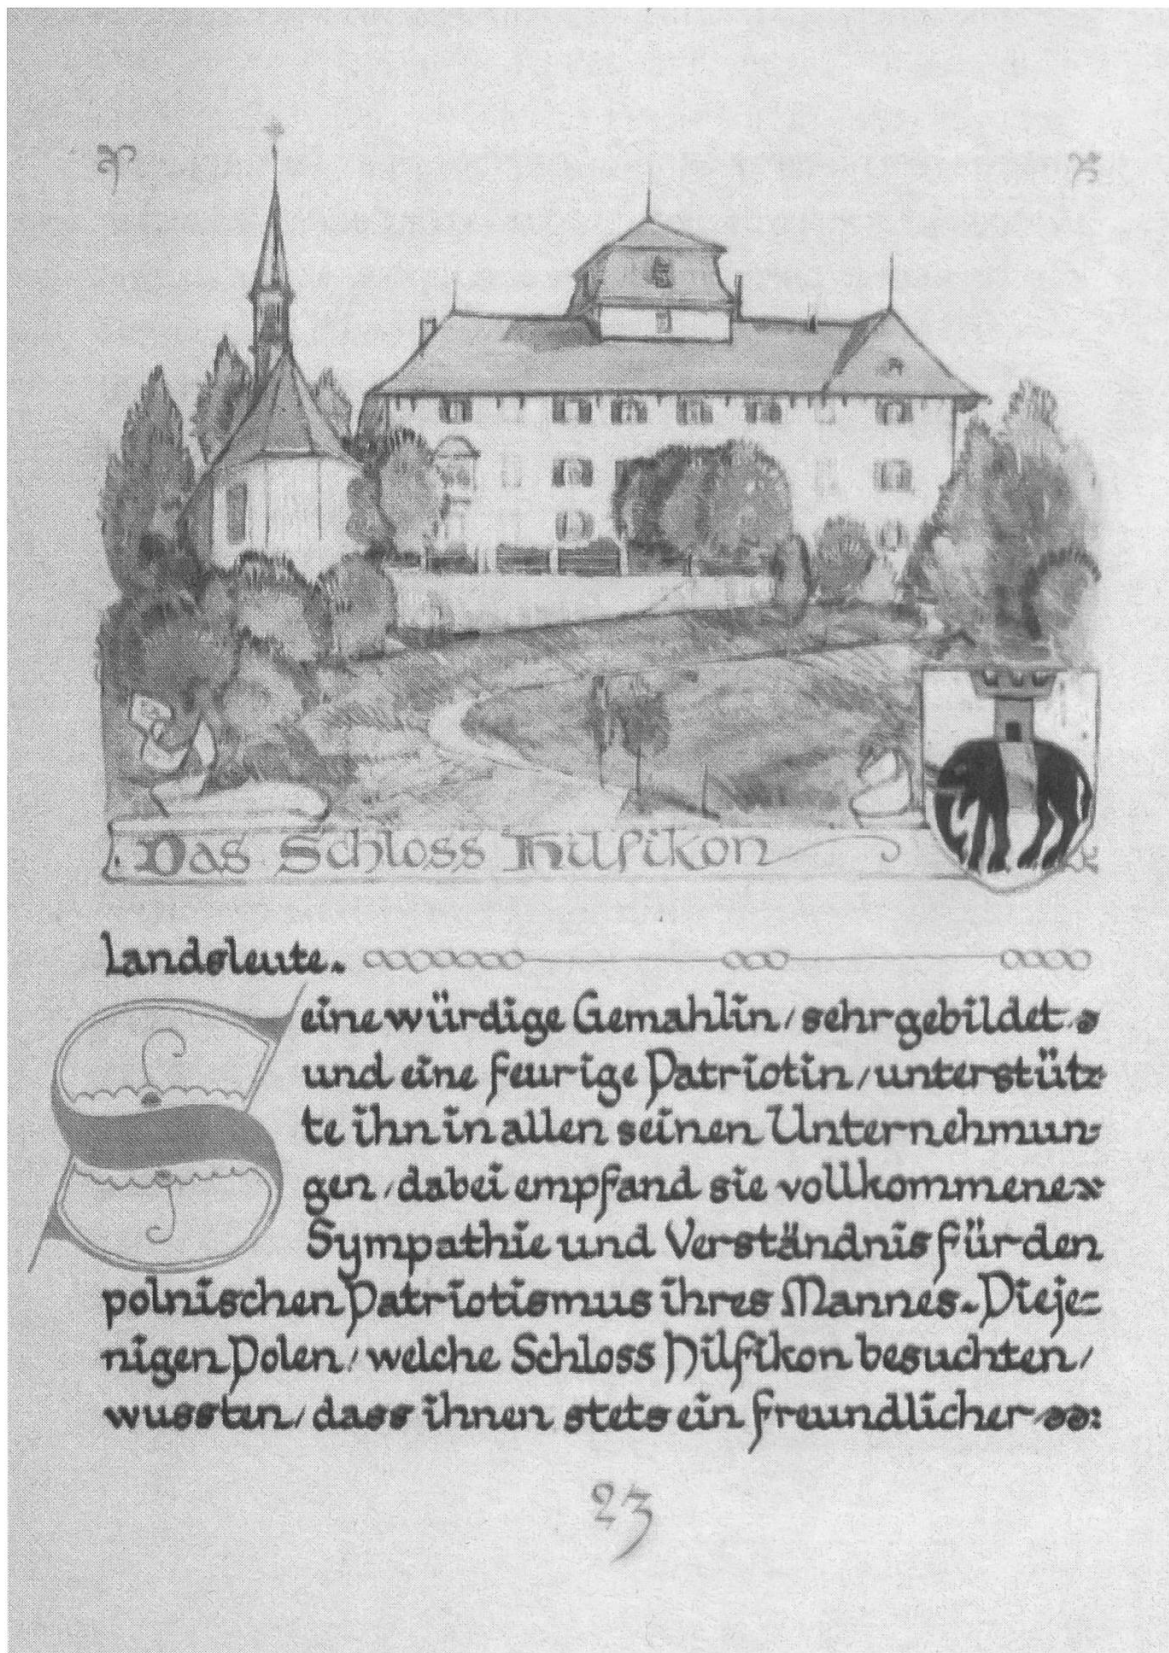 Das Schloss Hilfikon
Landsleute.
Seine würdige Gemahlin, sehr gebildet
und eine feurige Patriotin, unterstütz-
te ihn in allen seinen Unternehmun-
gen, dabei empfand sie vollkommene
Sympathie und Verständnis für den
polnischen Patriotismus ihres Mannes. Dieje-
nigen Polen, welche Schloss Hilfikon besuchten,
wussten, dass ihnen stets ein freundlicher
23